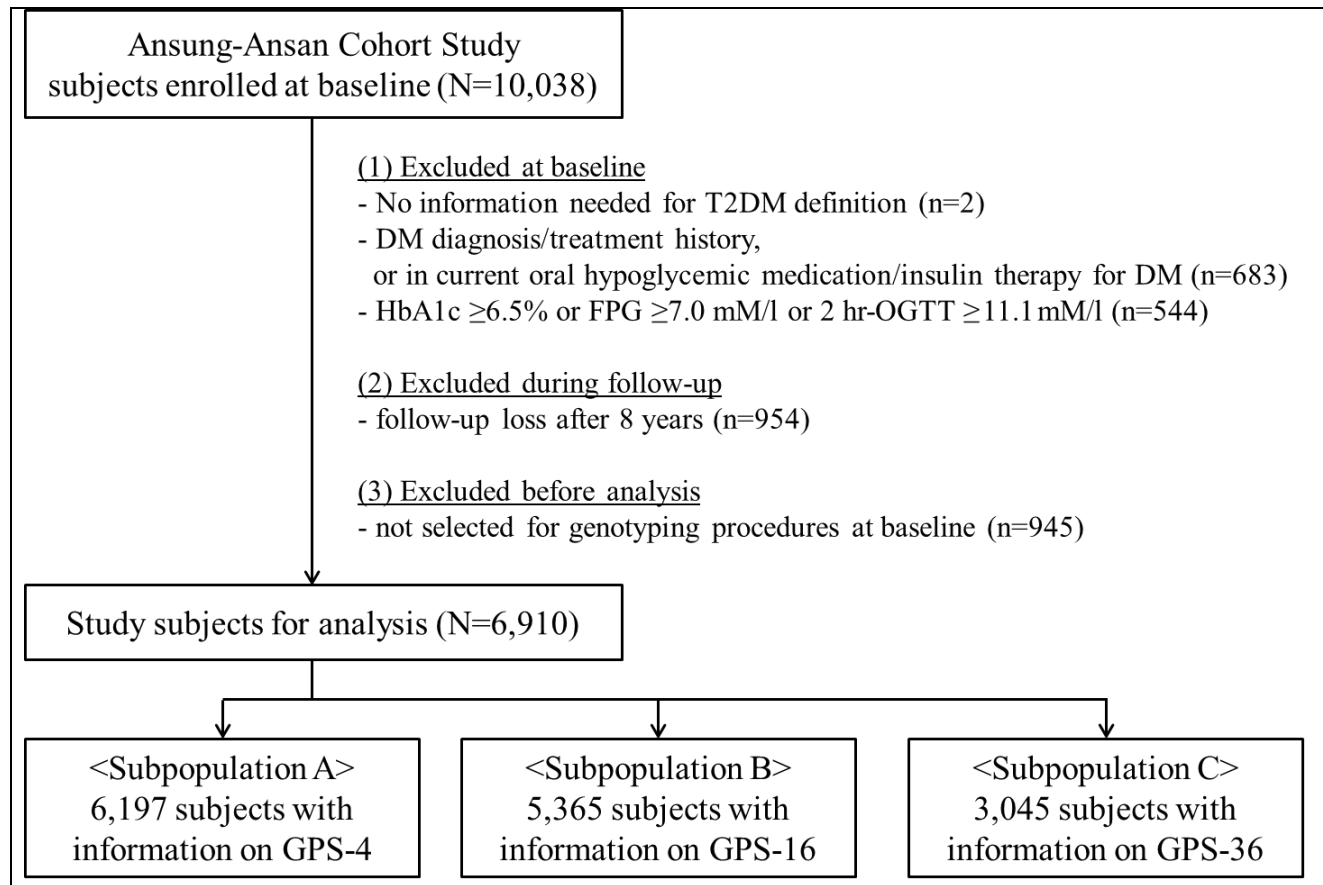 Ansung-Ansan Cohort Study
subjects enrolled at baseline (N=10,038)
(1) Excluded at baseline
- No information needed for T2DM definition (n=2)
- DM diagnosis/treatment history,
or in current oral hypoglycemic medication/insulin therapy for DM (n=683)
- HbA1c ≥6.5% or FPG ≥7.0 mM/l or 2 hr-OGTT ≥11.1 mM/l (n=544)
(2) Excluded during follow-up
- follow-up loss after 8 years (n=954)
(3) Excluded before analysis
- not selected for genotyping procedures at baseline (n=945)
Study subjects for analysis (N=6,910)
<Subpopulation A>
6,197 subjects with
information on GPS-4
<Subpopulation B>
5,365 subjects with
information on GPS-16
<Subpopulation C>
3,045 subjects with
information on GPS-36